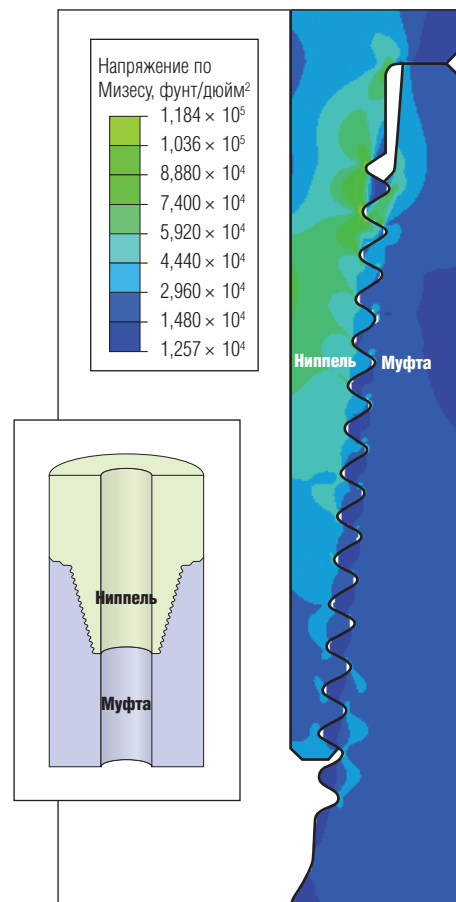 Напряжение по
Мизесу, фунт/дюйм²
1,184 × 10⁵
1,036 × 10⁵
8,880 × 10⁴
7,400 × 10⁴
5,920 × 10⁴
4,440 × 10⁴
2,960 × 10⁴
1,480 × 10⁴
1,257 × 10⁴
Ниппель
Муфта
Ниппель
Муфта